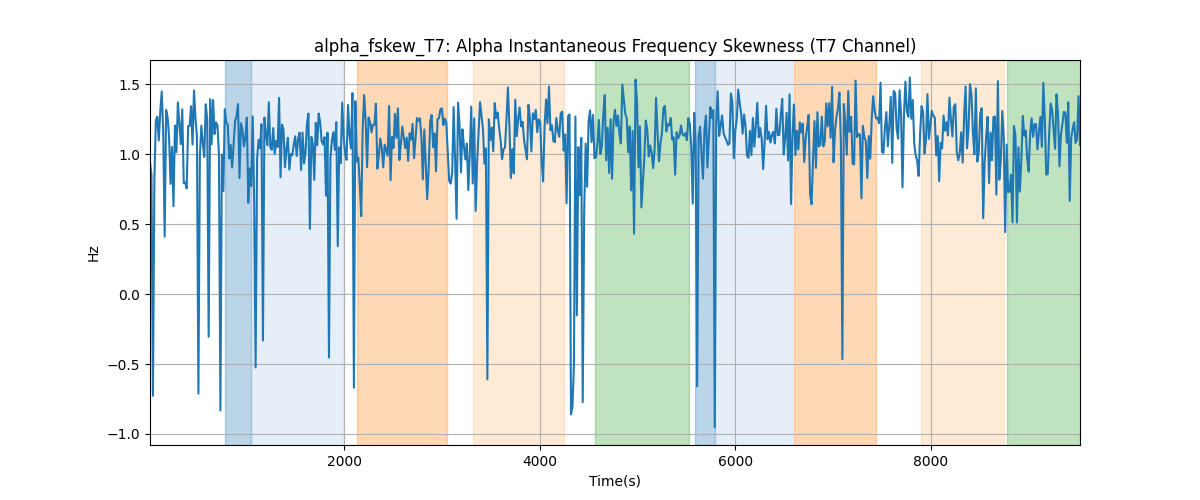 alpha_fskew_T7: Alpha Instantaneous Frequency Skewness (T7 Channel)
1.5
1.0
0.5
0.0
−0.5
−1.0
Hz
2000 4000 6000 8000
Time(s)